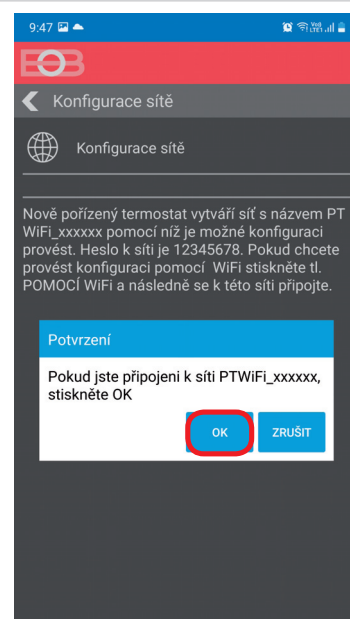 9:47
Vo))
LTE1
EOB
Konfigurace sítě
Konfigurace sítě
Nově pořízený termostat vytváří síť s názvem PT
WiFi_xxxxxx pomocí níž je možné konfiguraci
provést. Heslo k síti je 12345678. Pokud chcete
provést konfiguraci pomocí  WiFi stiskněte tl.
POMOCÍ WiFi a následně se k této síti připojte.
Potvrzení
Pokud jste připojeni k síti PTWiFi_xxxxxx,
stiskněte OK
OK ZRUŠIT